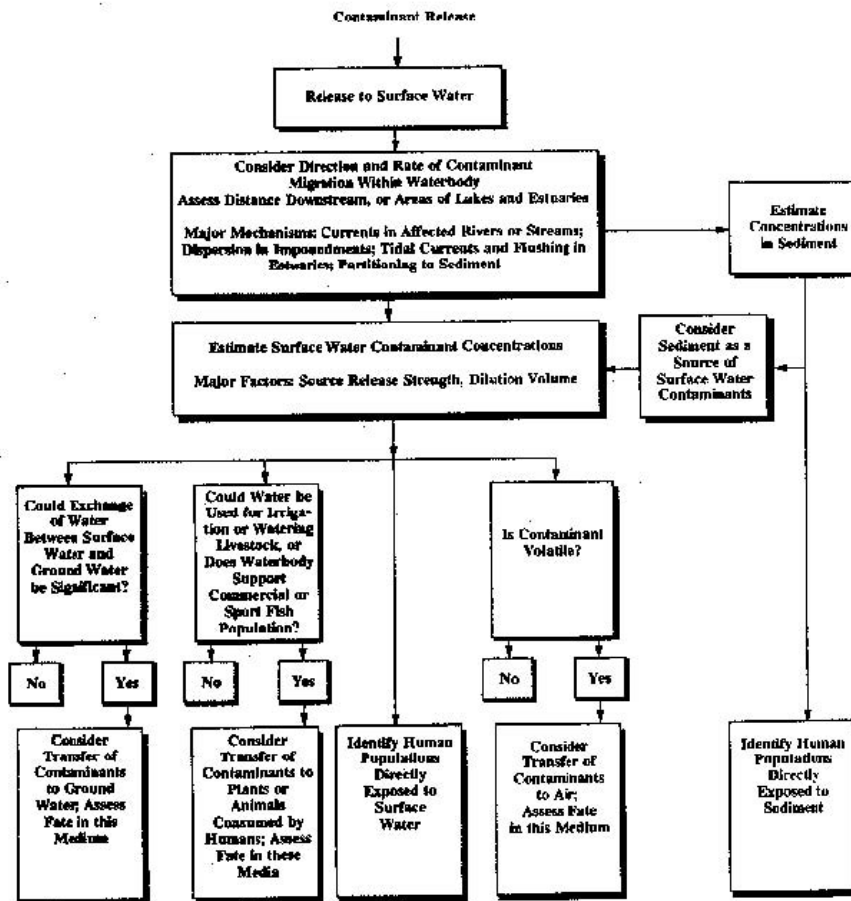 Contaminant Release
Release to Surface Water
Consider Direction and Rate of Contaminant
Migration Within Waterbody
Assess Distance Downstream, or Areas of Lakes and Estuaries
Major Mechanisms: Currents in Affected Rivers or Streams;
Dispersion in Impoundments; Tidal Currents and Flushing in
Estuaries; Partitioning to Sediment
Estimate
Concentrations
in Sediment
Estimate Surface Water Contaminant Concentrations
Major Factors: Source Release Strength, Dilution Volume
Consider
Sediment as a
Source of
Surface Water
Contaminants
Could Exchange
of Water
Between Surface
Water and
Ground Water
be Significant?
Could Water be
Used for Irriga-
tion or Watering
Livestock, or
Does Waterbody
Support
Commercial or
Sport Fish
Population?
Is Contaminant
Volatile?
No
Yes
No
Yes
No
Yes
Consider
Transfer of
Contaminants
to Ground
Water; Assess
Fate in this
Medium
Consider
Transfer of
Contaminants to
Plants or
Animals
Consumed by
Humans; Assess
Fate in these
Media
Identify Human
Populations
Directly
Exposed to
Surface
Water
Consider
Transfer of
Contaminants
to Air;
Assess Fate
in this Medium
Identify Human
Populations
Directly
Exposed to
Sediment